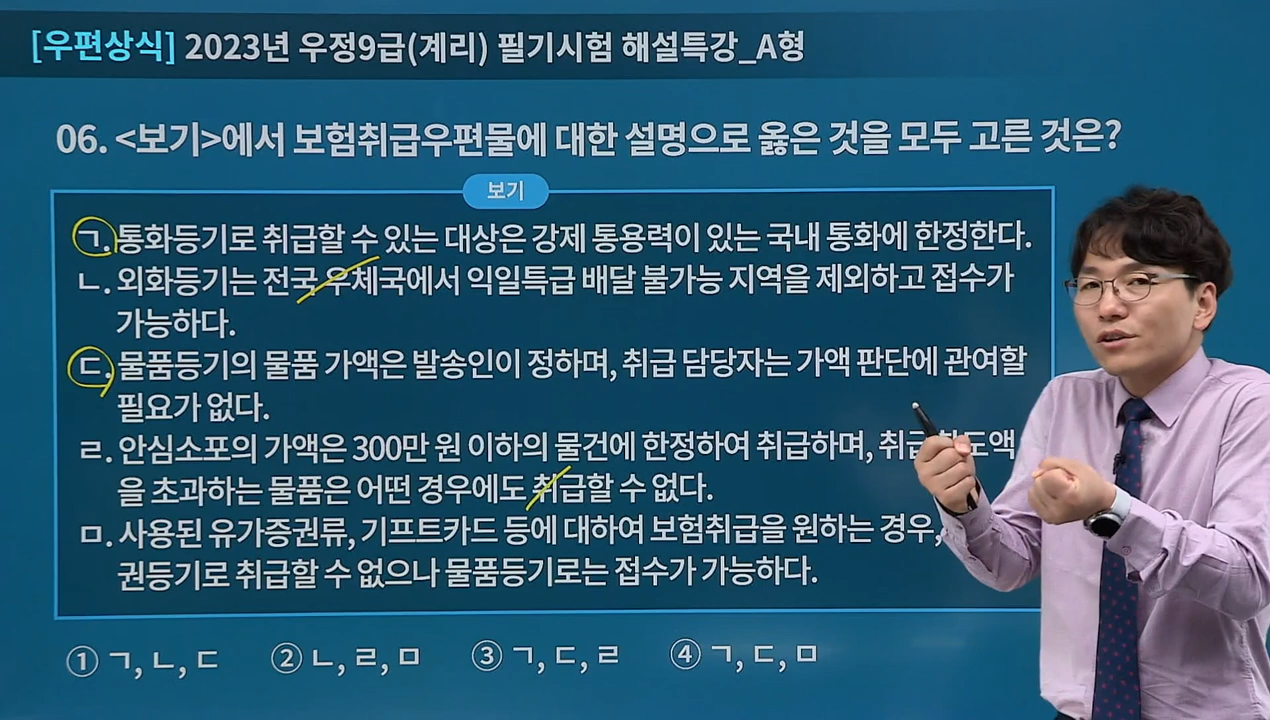 [우편상식] 2023년 우정9급(계리) 필기시험 해설특강_A형
06. <보기>에서 보험취급우편물에 대한 설명으로 옳은 것을 모두 고른 것은?
보기
ㄱ. 통화등기로 취급할 수 있는 대상은 강제 통용력이 있는 국내 통화에 한정한다.
ㄴ. 외화등기는 전국 우체국에서 익일특급 배달 불가능 지역을 제외하고 접수가
가능하다.
ㄷ. 물품등기의 물품 가액은 발송인이 정하며, 취급 담당자는 가액 판단에 관여할
필요가 없다.
ㄹ. 안심소포의 가액은 300만 원 이하의 물건에 한정하여 취급하며, 취급한도액
을 초과하는 물품은 어떤 경우에도 취급할 수 없다.
ㅁ. 사용된 유가증권류, 기프트카드 등에 대하여 보험취급을 원하는 경우,
권등기로 취급할 수 없으나 물품등기로는 접수가 가능하다.
① ㄱ, ㄴ, ㄷ ② ㄴ, ㄹ, ㅁ ③ ㄱ, ㄷ, ㄹ ④ ㄱ, ㄷ, ㅁ